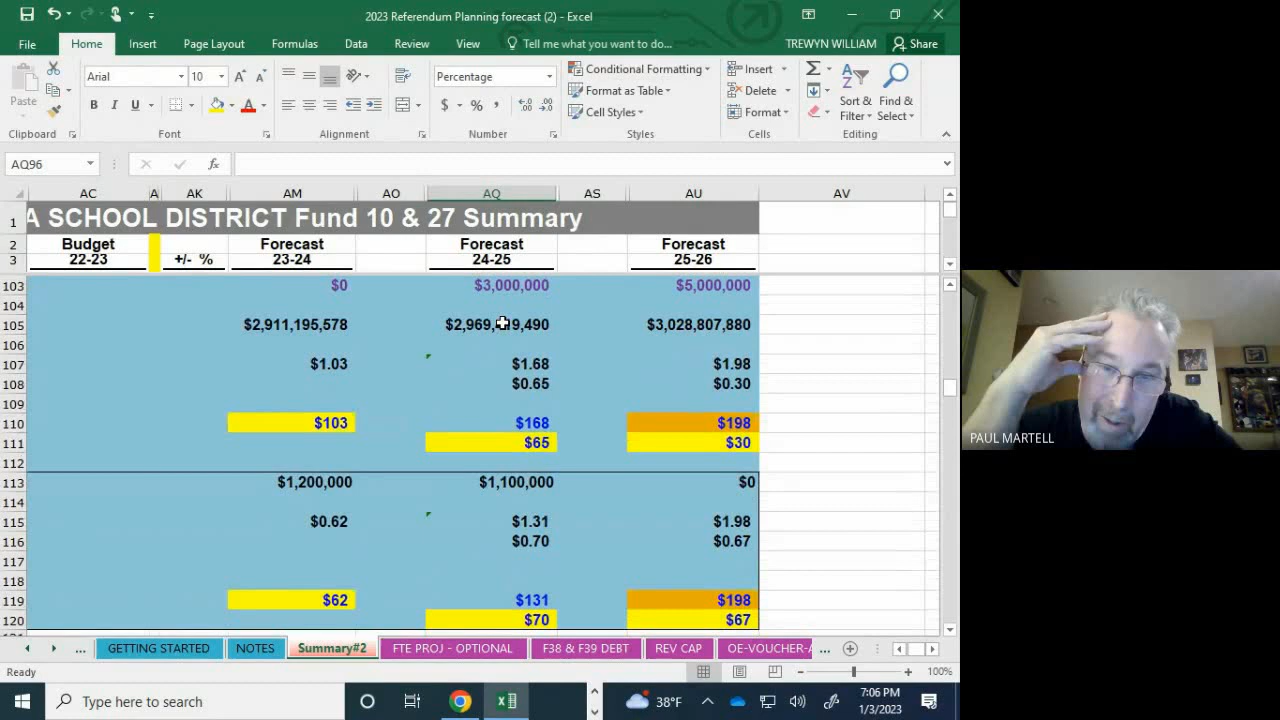 2023 Referendum Planning forecast (2) - Excel
File Home Insert Page Layout Formulas Data Review View Tell me what you want to do... TREWYN WILLIAM Share
Paste Arial 10 Percentage Conditional Formatting Insert Sort & Filter Find & Select
Format as Table Delete
B I U $ % , Cell Styles Format
Clipboard Font Alignment Number Styles Cells Editing
AQ96 fx
AC A AK AM AO AQ AS AU AV
1 A SCHOOL DISTRICT Fund 10 & 27 Summary
2 Budget Forecast Forecast Forecast
3 22-23 +/- % 23-24 24-25 25-26
103 $0 $3,000,000 $5,000,000
104
105 $2,911,195,578 $3,028,807,880
106
107 $1.03 $1.68 $1.98
108 $0.65 $0.30
109
110 $103 $168 $198
111 $65 $30
112
113 $1,200,000 $1,100,000 $0
114
115 $0.62 $1.31 $1.98
116 $0.70 $0.67
117
118
119 $62 $131 $198
120 $70 $67
... GETTING STARTED NOTES Summary#2 FTE PROJ - OPTIONAL F38 & F39 DEBT REV CAP OE-VOUCHER-A ...
Ready 100%
Type here to search 38°F 7:06 PM
1/3/2023
PAUL MARTELL